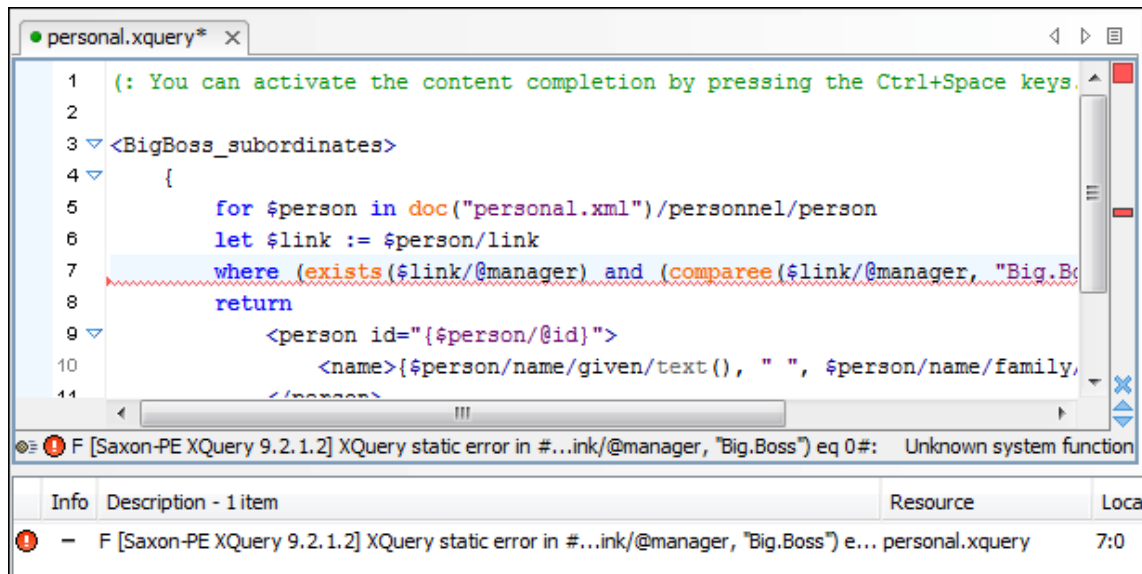 personal.xquery*
1 (: You can activate the content completion by pressing the Ctrl+Space keys.
2
3 <BigBoss_subordinates>
4 {
5 for $person in doc("personal.xml")/personnel/person
6 let $link := $person/link
7 where (exists($link/@manager) and (comparee($link/@manager, "Big.Bo
8 return
9 <person id="{$person/@id}">
10 <name>{$person/name/given/text(), " ", $person/name/family/
11 </person>
F [Saxon-PE XQuery 9.2.1.2] XQuery static error in #...ink/@manager, "Big.Boss") eq 0#: Unknown system function
Info Description - 1 item Resource Loca
F [Saxon-PE XQuery 9.2.1.2] XQuery static error in #...ink/@manager, "Big.Boss") e... personal.xquery 7:0